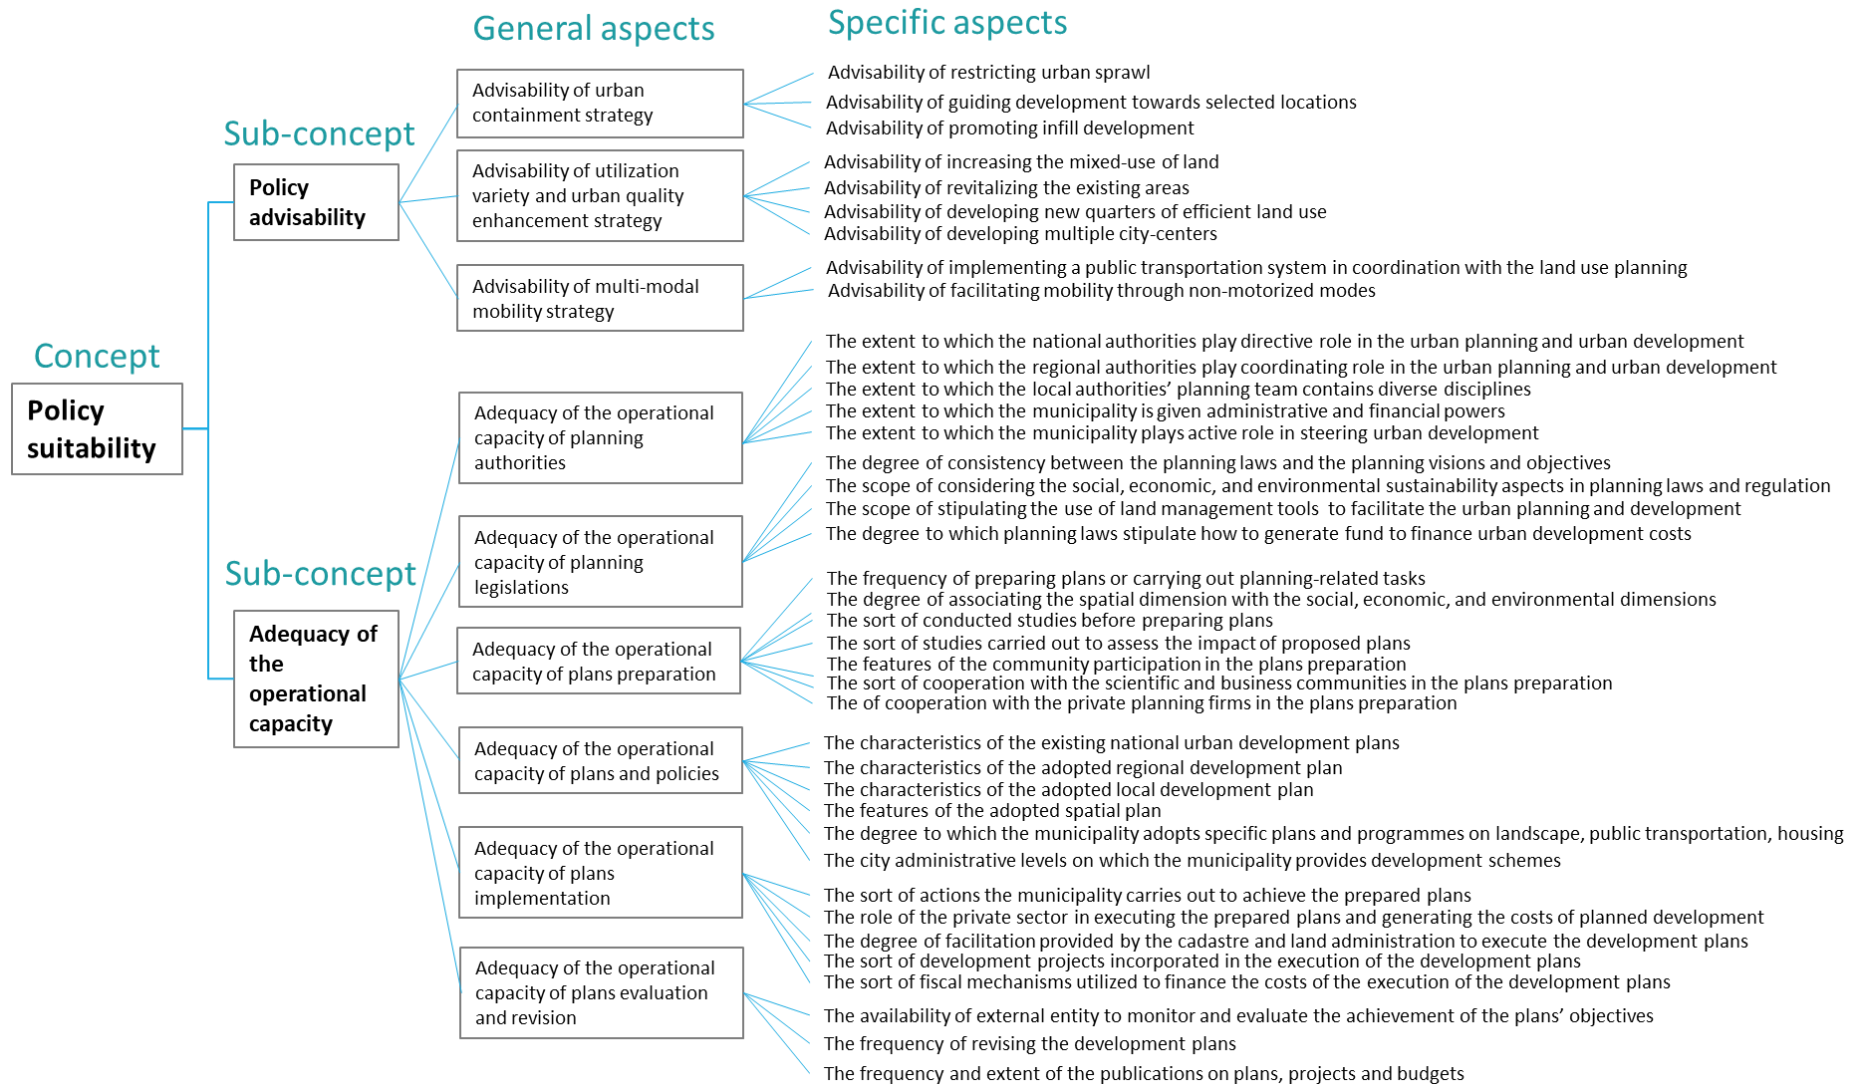 General aspects
Specific aspects
Sub-concept
Policy
advisability
Advisability of urban
containment strategy
Advisability of restricting urban sprawl
Advisability of guiding development towards selected locations
Advisability of promoting infill development
Advisability of utilization
variety and urban quality
enhancement strategy
Advisability of increasing the mixed-use of land
Advisability of revitalizing the existing areas
Advisability of developing new quarters of efficient land use
Advisability of developing multiple city-centers
Advisability of multi-modal
mobility strategy
Advisability of implementing a public transportation system in coordination with the land use planning
Advisability of facilitating mobility through non-motorized modes
Concept
Policy
suitability
Sub-concept
Adequacy of
the
operational
capacity
Adequacy of the operational
capacity of planning
authorities
The extent to which the national authorities play directive role in the urban planning and urban development
The extent to which the regional authorities play coordinating role in the urban planning and urban development
The extent to which the local authorities’ planning team contains diverse disciplines
The extent to which the municipality is given administrative and financial powers
The extent to which the municipality plays active role in steering urban development
Adequacy of the operational
capacity of planning
legislations
The degree of consistency between the planning laws and the planning visions and objectives
The scope of considering the social, economic, and environmental sustainability aspects in planning laws and regulation
The scope of stipulating the use of land management tools to facilitate the urban planning and development
The degree to which planning laws stipulate how to generate fund to finance urban development costs
Adequacy of the operational
capacity of plans preparation
The frequency of preparing plans or carrying out planning-related tasks
The degree of associating the spatial dimension with the social, economic, and environmental dimensions
The sort of conducted studies before preparing plans
The sort of studies carried out to assess the impact of proposed plans
The features of the community participation in the plans preparation
The sort of cooperation with the scientific and business communities in the plans preparation
The of cooperation with the private planning firms in the plans preparation
Adequacy of the operational
capacity of plans and policies
The characteristics of the existing national urban development plans
The characteristics of the adopted regional development plan
The characteristics of the adopted local development plan
The features of the adopted spatial plan
The degree to which the municipality adopts specific plans and programmes on landscape, public transportation, housing
The city administrative levels on which the municipality provides development schemes
Adequacy of the operational
capacity of plans
implementation
The sort of actions the municipality carries out to achieve the prepared plans
The role of the private sector in executing the prepared plans and generating the costs of planned development
The degree of facilitation provided by the cadastre and land administration to execute the development plans
The sort of development projects incorporated in the execution of the development plans
The sort of fiscal mechanisms utilized to finance the costs of the execution of the development plans
Adequacy of the operational
capacity of plans evaluation
and revision
The availability of external entity to monitor and evaluate the achievement of the plans’ objectives
The frequency of revising the development plans
The frequency and extent of the publications on plans, projects and budgets